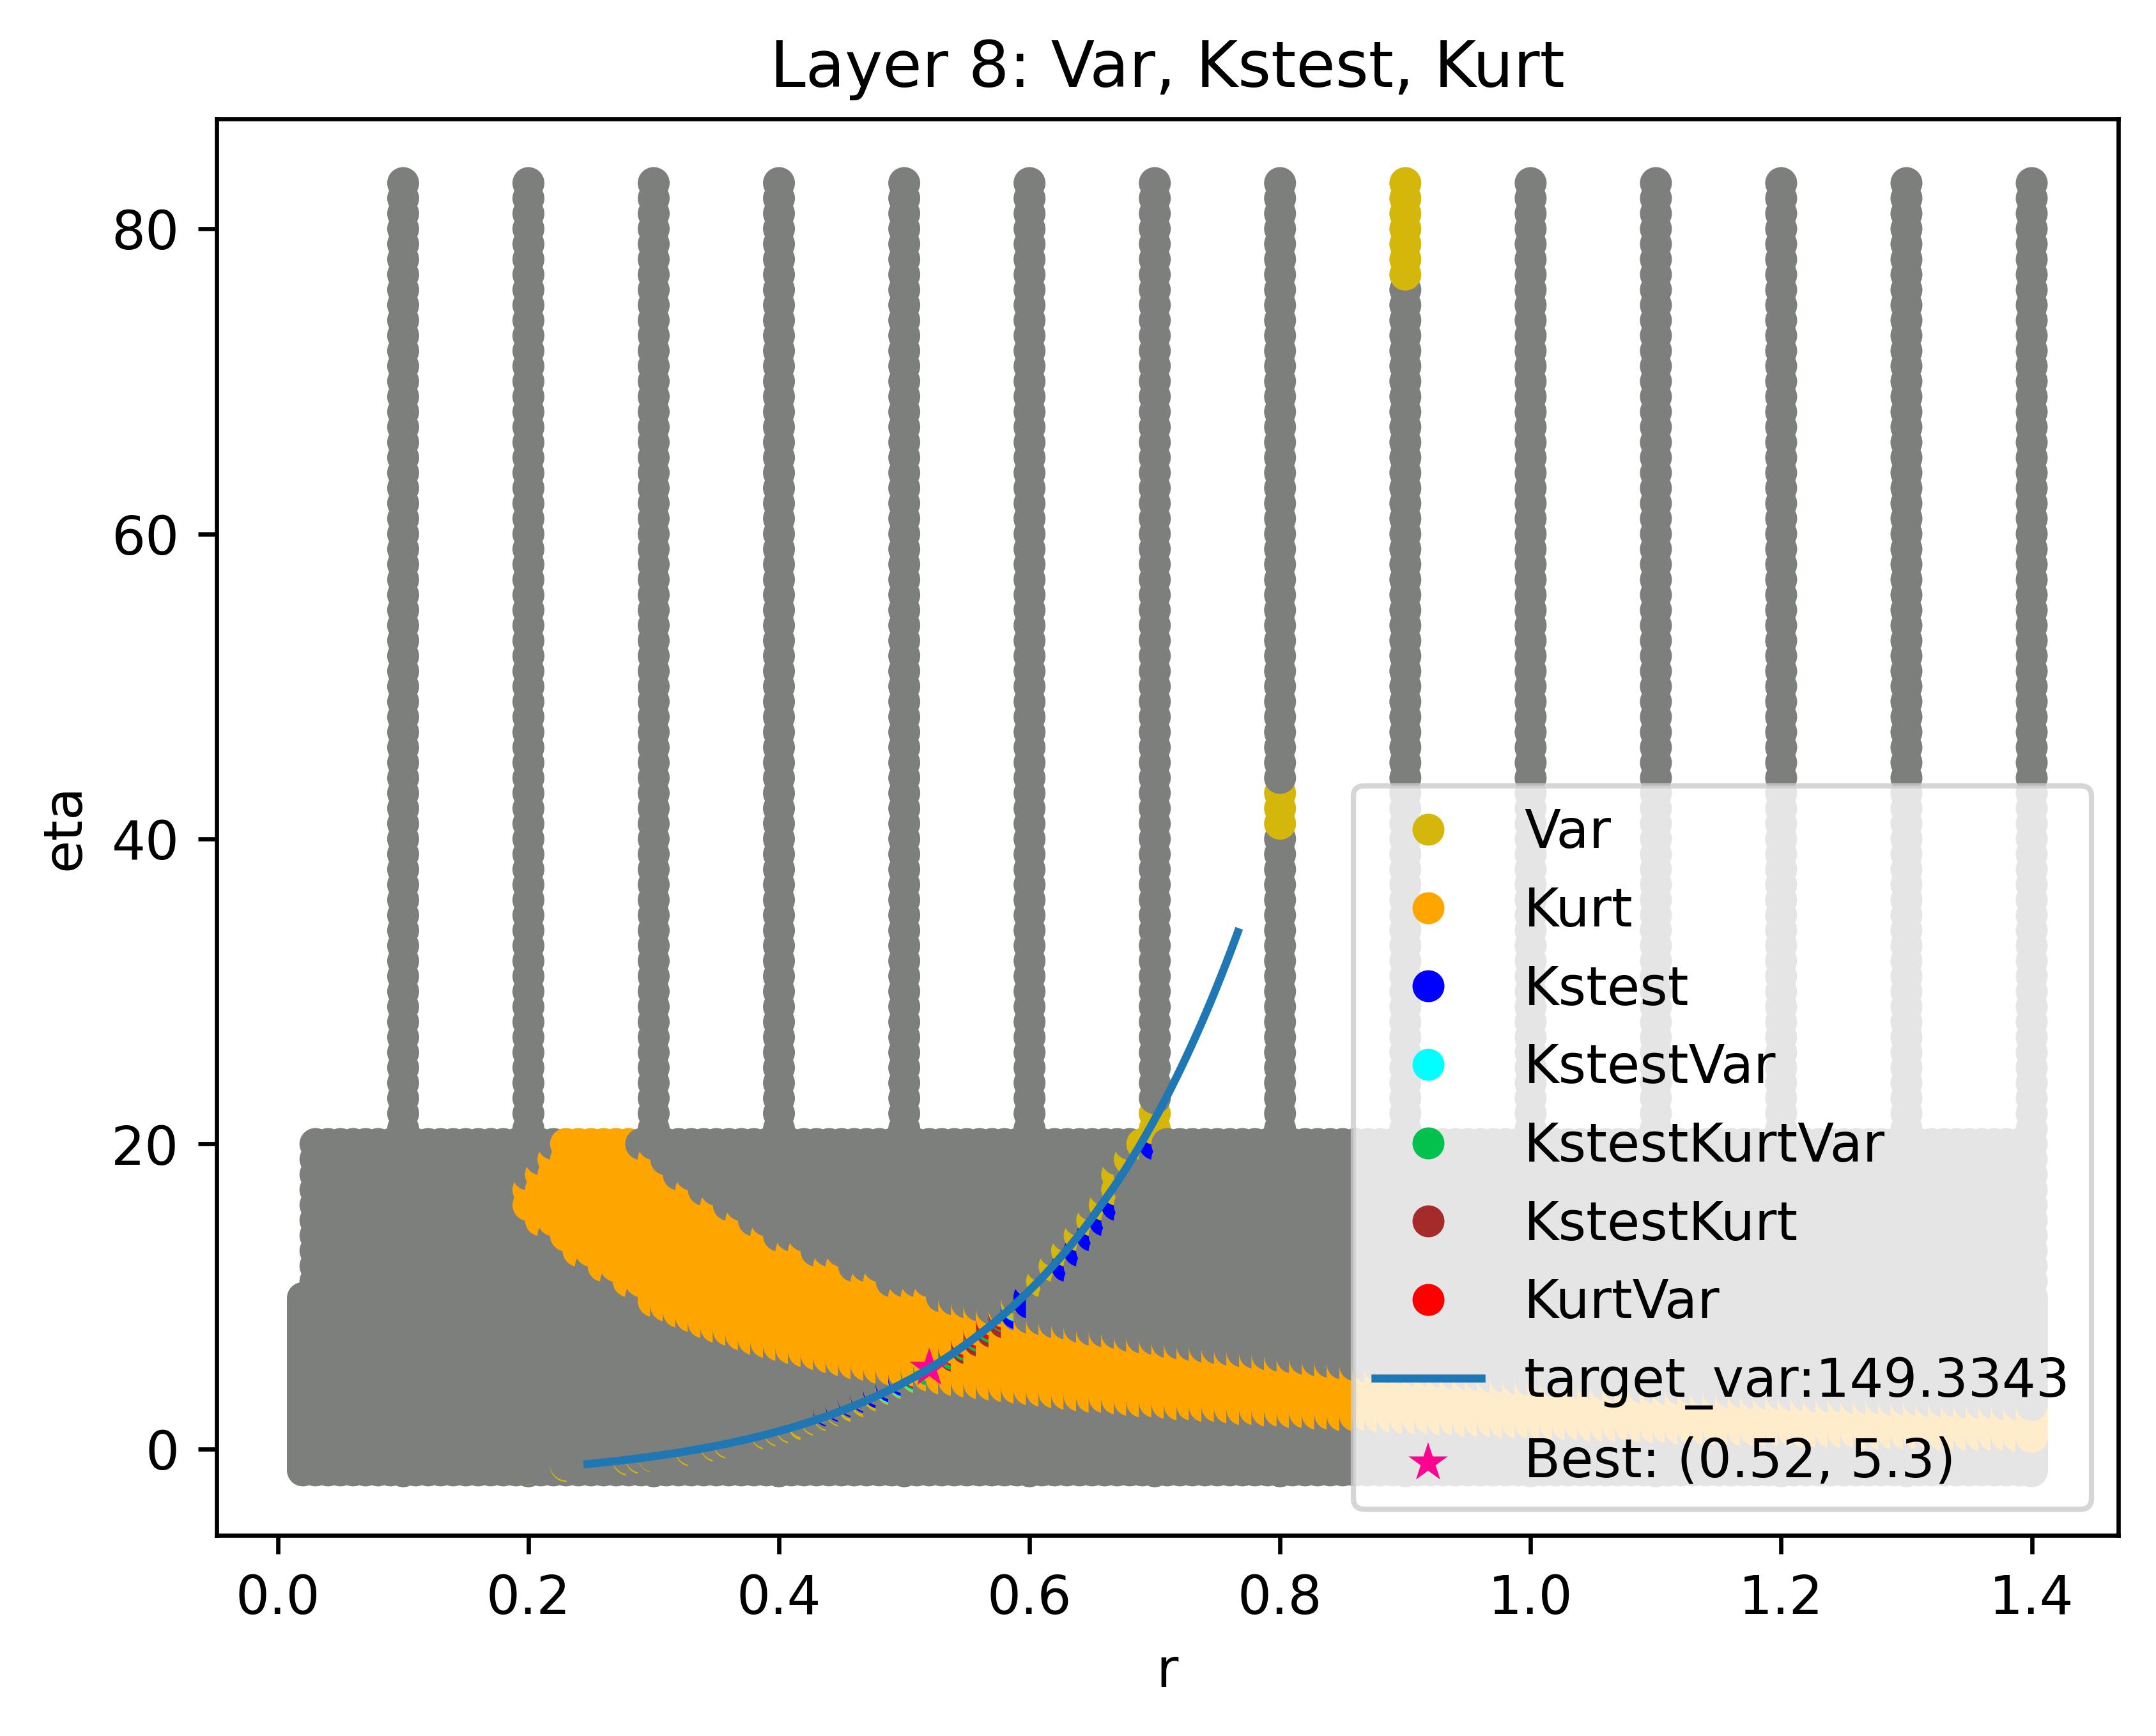 Layer 8: Var, Kstest, Kurt
eta
80
60
40
20
0
Var
Kurt
Kstest
KstestVar
KstestKurtVar
KstestKurt
KurtVar
target_var:149.3343
Best: (0.52, 5.3)
0.0 0.2 0.4 0.6 0.8 1.0 1.2 1.4
r